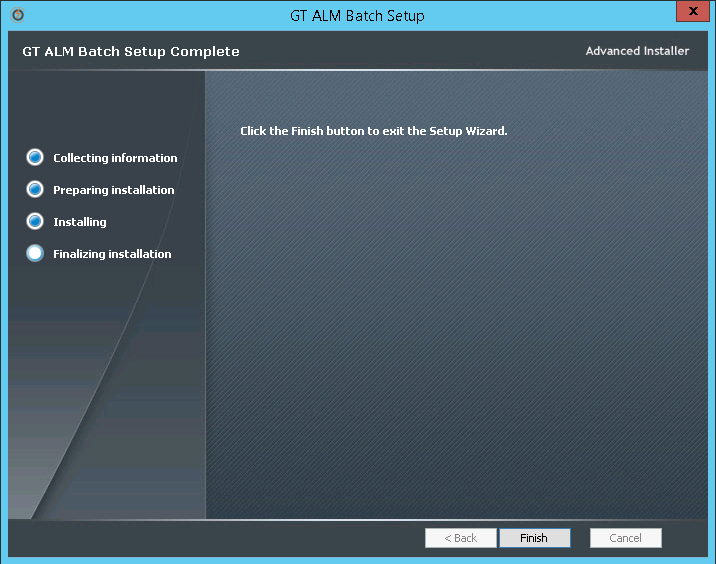 GT ALM Batch Setup
X
GT ALM Batch Setup Complete
Advanced Installer
Click the Finish button to exit the Setup Wizard.
Collecting information
Preparing installation
Installing
Finalizing installation
< Back
Finish
Cancel